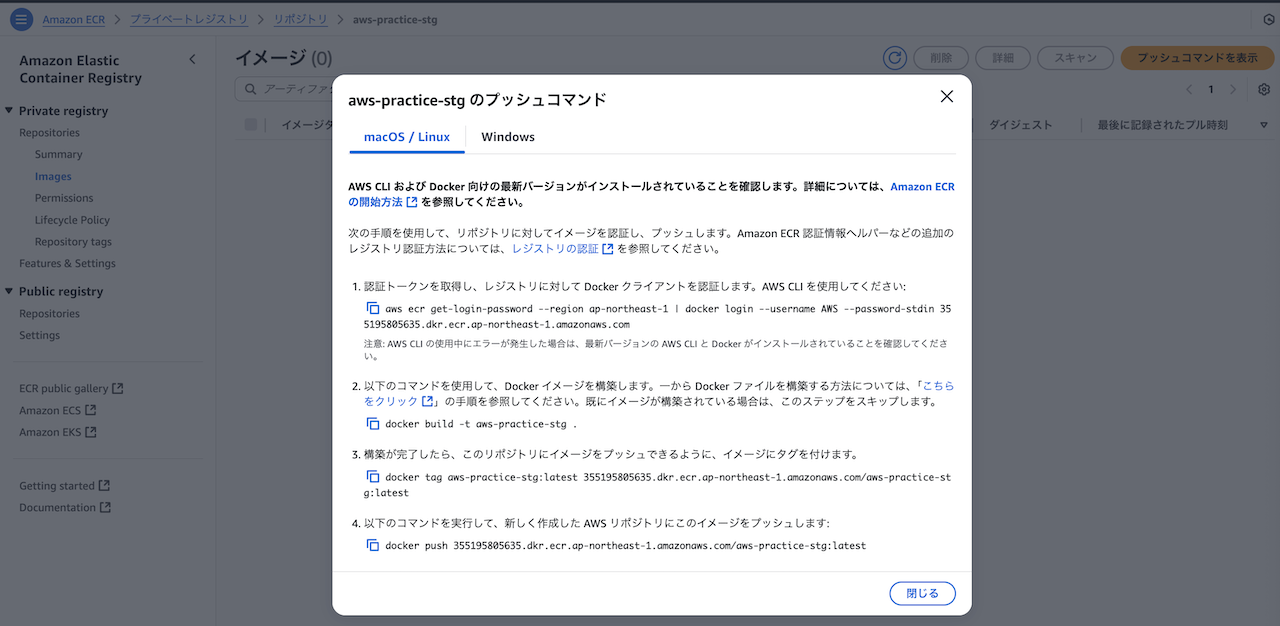 Amazon ECR
プライベートレジストリ
リポジトリ
aws-practice-stg
Amazon Elastic
Container Registry
Private registry
Repositories
Summary
Images
Permissions
Lifecycle Policy
Repository tags
Features & Settings
Public registry
Repositories
Settings
ECR public gallery
Amazon ECS
Amazon EKS
Getting started
Documentation
イメージ (0)
削除
詳細
スキャン
プッシュコマンドを表示
1
イメージタ
ダイジェスト
最後に記録されたプル時刻
aws-practice-stg のプッシュコマンド
macOS / Linux
Windows
AWS CLI および Docker 向けの最新バージョンがインストールされていることを確認します。詳細については、Amazon ECR
の開始方法 を参照してください。
次の手順を使用して、リポジトリに対してイメージを認証し、プッシュします。Amazon ECR 認証情報ヘルパーなどの追加の
レジストリ認証方法については、レジストリの認証 を参照してください。
1. 認証トークンを取得し、レジストリに対して Docker クライアントを認証します。AWS CLI を使用してください:
aws ecr get-login-password --region ap-northeast-1 | docker login --username AWS --password-stdin 35
5195805635.dkr.ecr.ap-northeast-1.amazonaws.com
注意: AWS CLI の使用中にエラーが発生した場合は、最新バージョンの AWS CLI と Docker がインストールされていることを確認してくださ
い。
2. 以下のコマンドを使用して、Docker イメージを構築します。一から Docker ファイルを構築する方法については、「こちら
をクリック 」の手順を参照してください。既にイメージが構築されている場合は、このステップをスキップします。
docker build -t aws-practice-stg .
3. 構築が完了したら、このリポジトリにイメージをプッシュできるように、イメージにタグを付けます。
docker tag aws-practice-stg:latest 355195805635.dkr.ecr.ap-northeast-1.amazonaws.com/aws-practice-st
g:latest
4. 以下のコマンドを実行して、新しく作成した AWS リポジトリにこのイメージをプッシュします:
docker push 355195805635.dkr.ecr.ap-northeast-1.amazonaws.com/aws-practice-stg:latest
閉じる